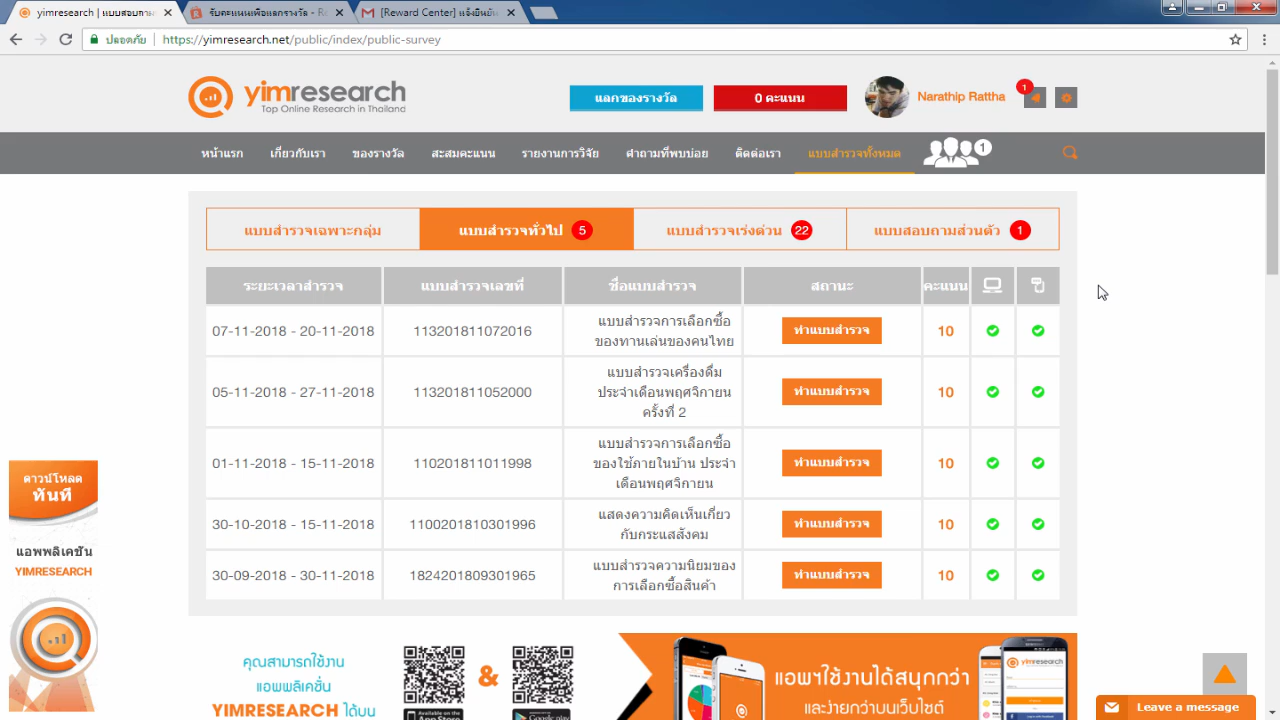 yimresearch | แบบสอบถา
รับคะแนนเพื่อแลกรางวัล - Re
[Reward Center] แจ้งยืนยัน
ปลอดภัย
https://yimresearch.net/public/index/public-survey
yimresearch
Top Online Research in Thailand
แลกของรางวัล
0 คะแนน
Narathip Rattha
1
หน้าแรก
เกี่ยวกับเรา
ของรางวัล
สะสมคะแนน
รายงานการวิจัย
คำถามที่พบบ่อย
ติดต่อเรา
แบบสำรวจทั้งหมด
1
แบบสำรวจเฉพาะกลุ่ม
แบบสำรวจทั่วไป 5
แบบสำรวจเร่งด่วน 22
แบบสอบถามส่วนตัว 1
ระยะเวลาสำรวจ แบบสำรวจเลขที่ ชื่อแบบสำรวจ สถานะ คะแนน
07-11-2018 - 20-11-2018 113201811072016
แบบสำรวจการเลือกซื้อ
ของทานเล่นของคนไทย
ทำแบบสำรวจ 10
05-11-2018 - 27-11-2018 113201811052000
แบบสำรวจเครื่องดื่ม
ประจำเดือนพฤศจิกายน
ครั้งที่ 2
ทำแบบสำรวจ 10
01-11-2018 - 15-11-2018 110201811011998
แบบสำรวจการเลือกซื้อ
ของใช้ภายในบ้าน ประจำ
เดือนพฤศจิกายน
ทำแบบสำรวจ 10
30-10-2018 - 15-11-2018 1100201810301996
แสดงความคิดเห็นเกี่ยว
กับกระแสสังคม
ทำแบบสำรวจ 10
30-09-2018 - 30-11-2018 1824201809301965
แบบสำรวจความนิยมของ
การเลือกซื้อสินค้า
ทำแบบสำรวจ 10
ดาวน์โหลด
ทันที
แอพพลิเคชัน
YIMRESEARCH
คุณสามารถใช้งาน
แอพพลิเคชั่น
YIMRESEARCH ได้บน
Available on the
App Store
&
Google play
แอพฯใช้งานได้สนุกกว่า
และง่ายกว่าบนเว็บไซต์
yimresearch
Leave a message